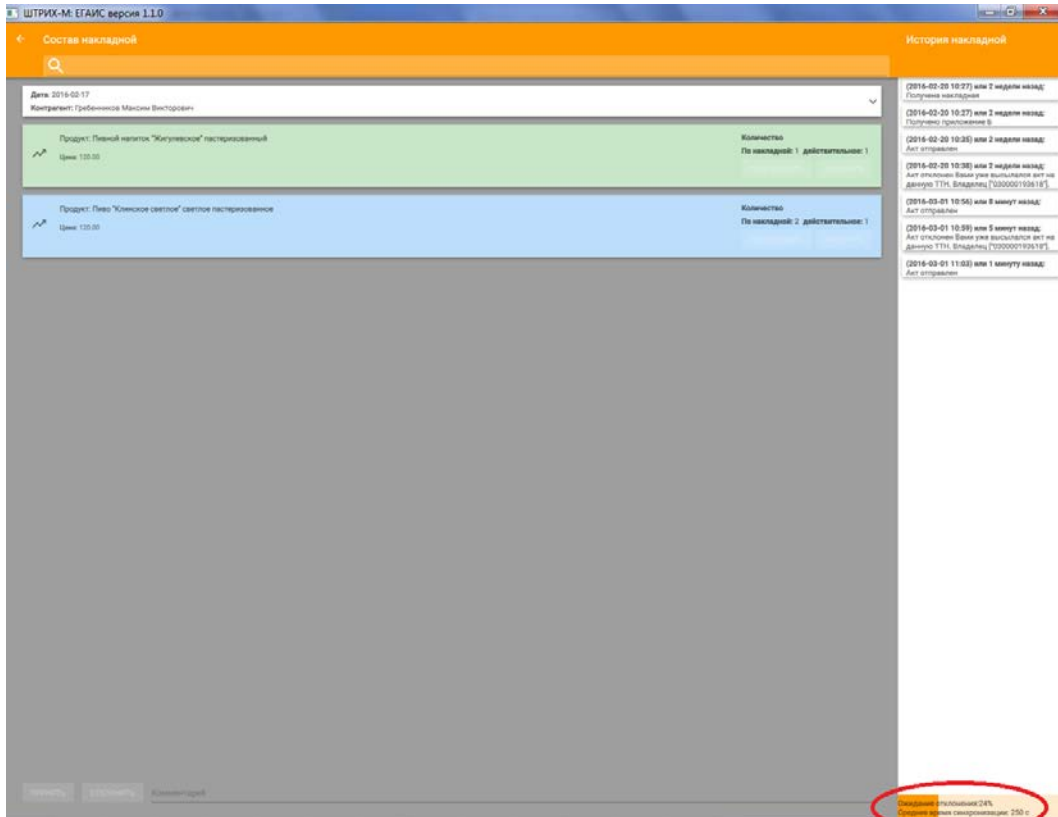 ШТРИХ-М: ЕГАИС версия 1.1.0
Состав накладной
Дата: 2016-02-17
Контрагент: Гребенников Максим Викторович
Продукт: Пивной напиток "Жигулевское" пастеризованный
Цена: 100.00
Количество
По накладной: 1 действительное: 1
Продукт: Пиво "Клинское светлое" светлое пастеризованное
Цена: 120.00
Количество
По накладной: 2 действительное: 1
ПРИНЯТЬ ОТКЛОНИТЬ Комментарий
История накладной
(2016-02-20 10:27) или 2 недели назад:
Получена накладная
(2016-02-20 10:27) или 2 недели назад:
Получено приложение Б
(2016-02-20 10:35) или 2 недели назад:
Акт отправлен
(2016-02-20 10:38) или 2 недели назад:
Акт отклонен Вами уже высылался акт на
данную ТТН. Владелец ["030000193618"].
(2016-03-01 10:56) или 8 минут назад:
Акт отправлен
(2016-03-01 10:59) или 5 минут назад:
Акт отклонен Вами уже высылался акт на
данную ТТН. Владелец ["030000193618"].
(2016-03-01 11:03) или 1 минуту назад:
Акт отправлен
Ожидание отклонения:24%
Среднее время синхронизации: 250 с